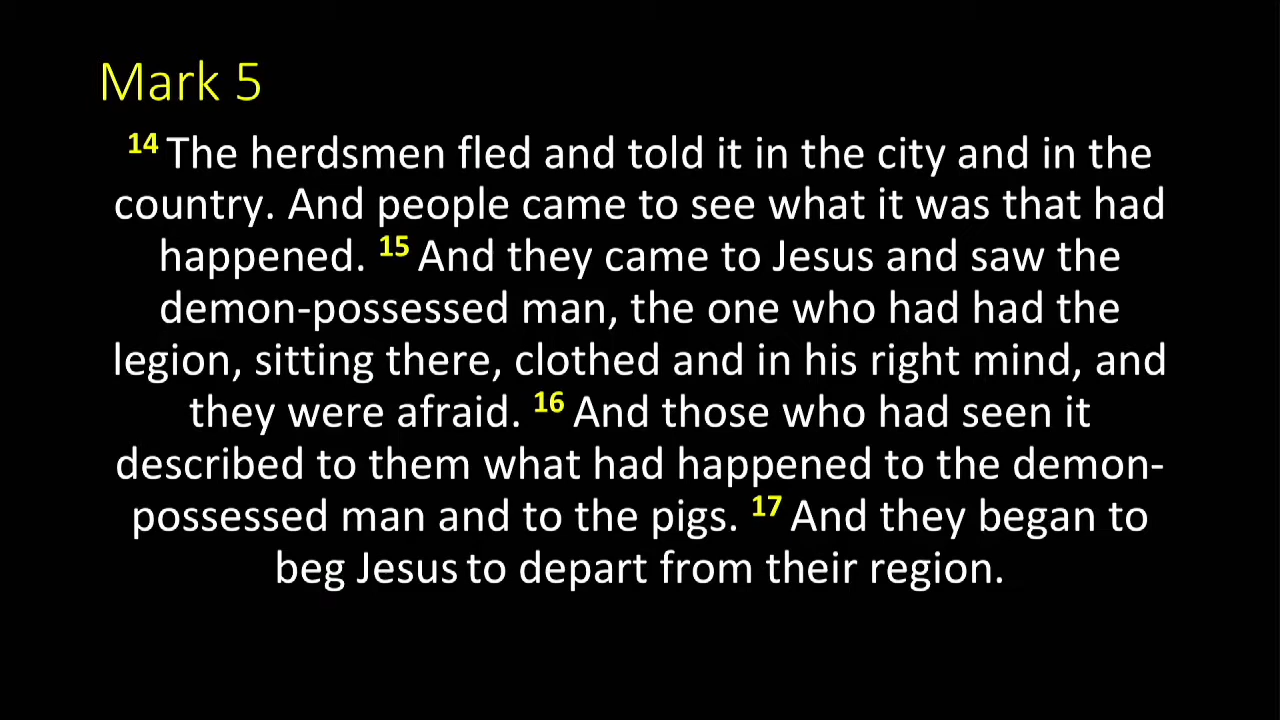 Mark 5
14 The herdsmen fled and told it in the city and in the
country. And people came to see what it was that had
happened. 15 And they came to Jesus and saw the
demon-possessed man, the one who had had the
legion, sitting there, clothed and in his right mind, and
they were afraid. 16 And those who had seen it
described to them what had happened to the demon-
possessed man and to the pigs. 17 And they began to
beg Jesus to depart from their region.